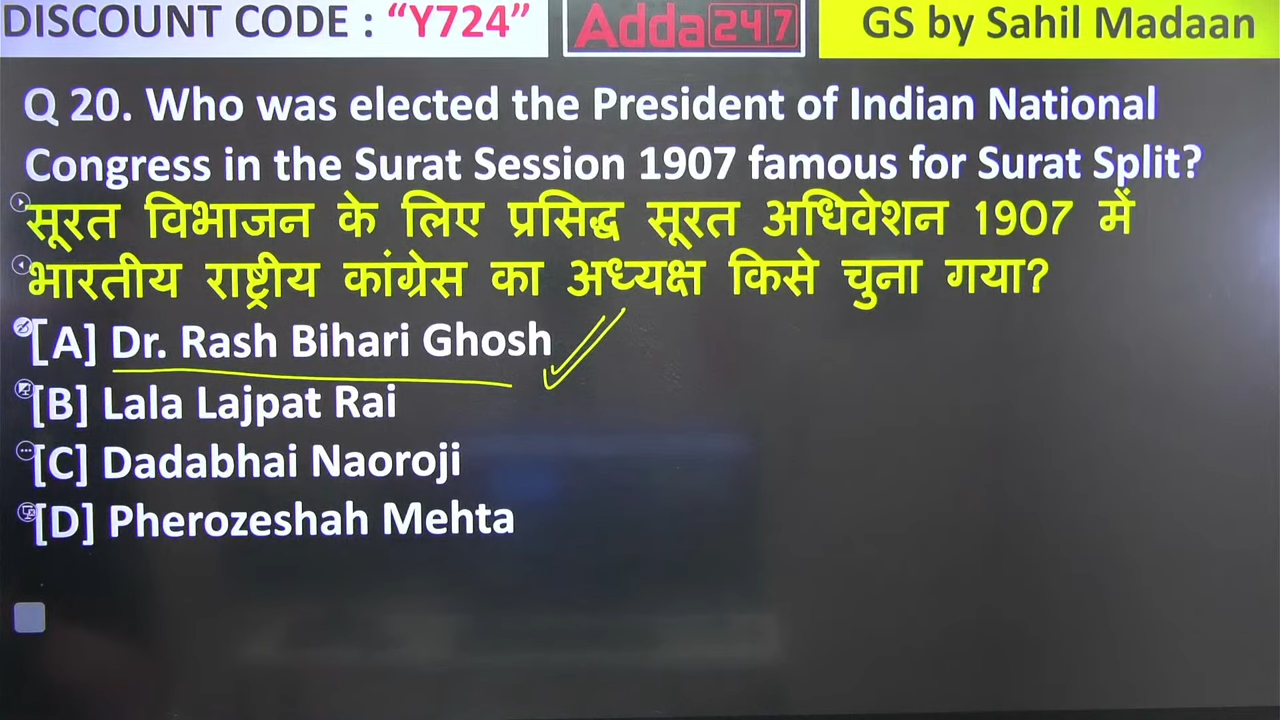 DISCOUNT CODE : “Y724”
Adda247
GS by Sahil Madaan
Q 20. Who was elected the President of Indian National
Congress in the Surat Session 1907 famous for Surat Split?
सूरत विभाजन के लिए प्रसिद्ध सूरत अधिवेशन 1907 में
भारतीय राष्ट्रीय कांग्रेस का अध्यक्ष किसे चुना गया?
[A] Dr. Rash Bihari Ghosh
[B] Lala Lajpat Rai
[C] Dadabhai Naoroji
[D] Pherozeshah Mehta